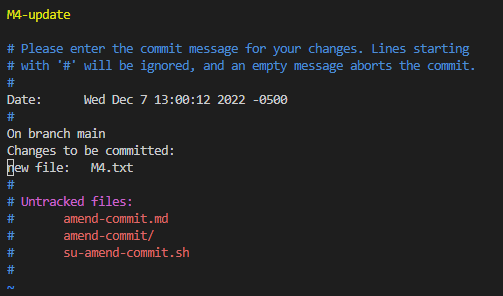 M4-update
# Please enter the commit message for your changes. Lines starting
# with '#' will be ignored, and an empty message aborts the commit.
#
Date:      Wed Dec 7 13:00:12 2022 -0500
#
On branch main
Changes to be committed:
new file:   M4.txt
#
# Untracked files:
#       amend-commit.md
#       amend-commit/
#       su-amend-commit.sh
#
~